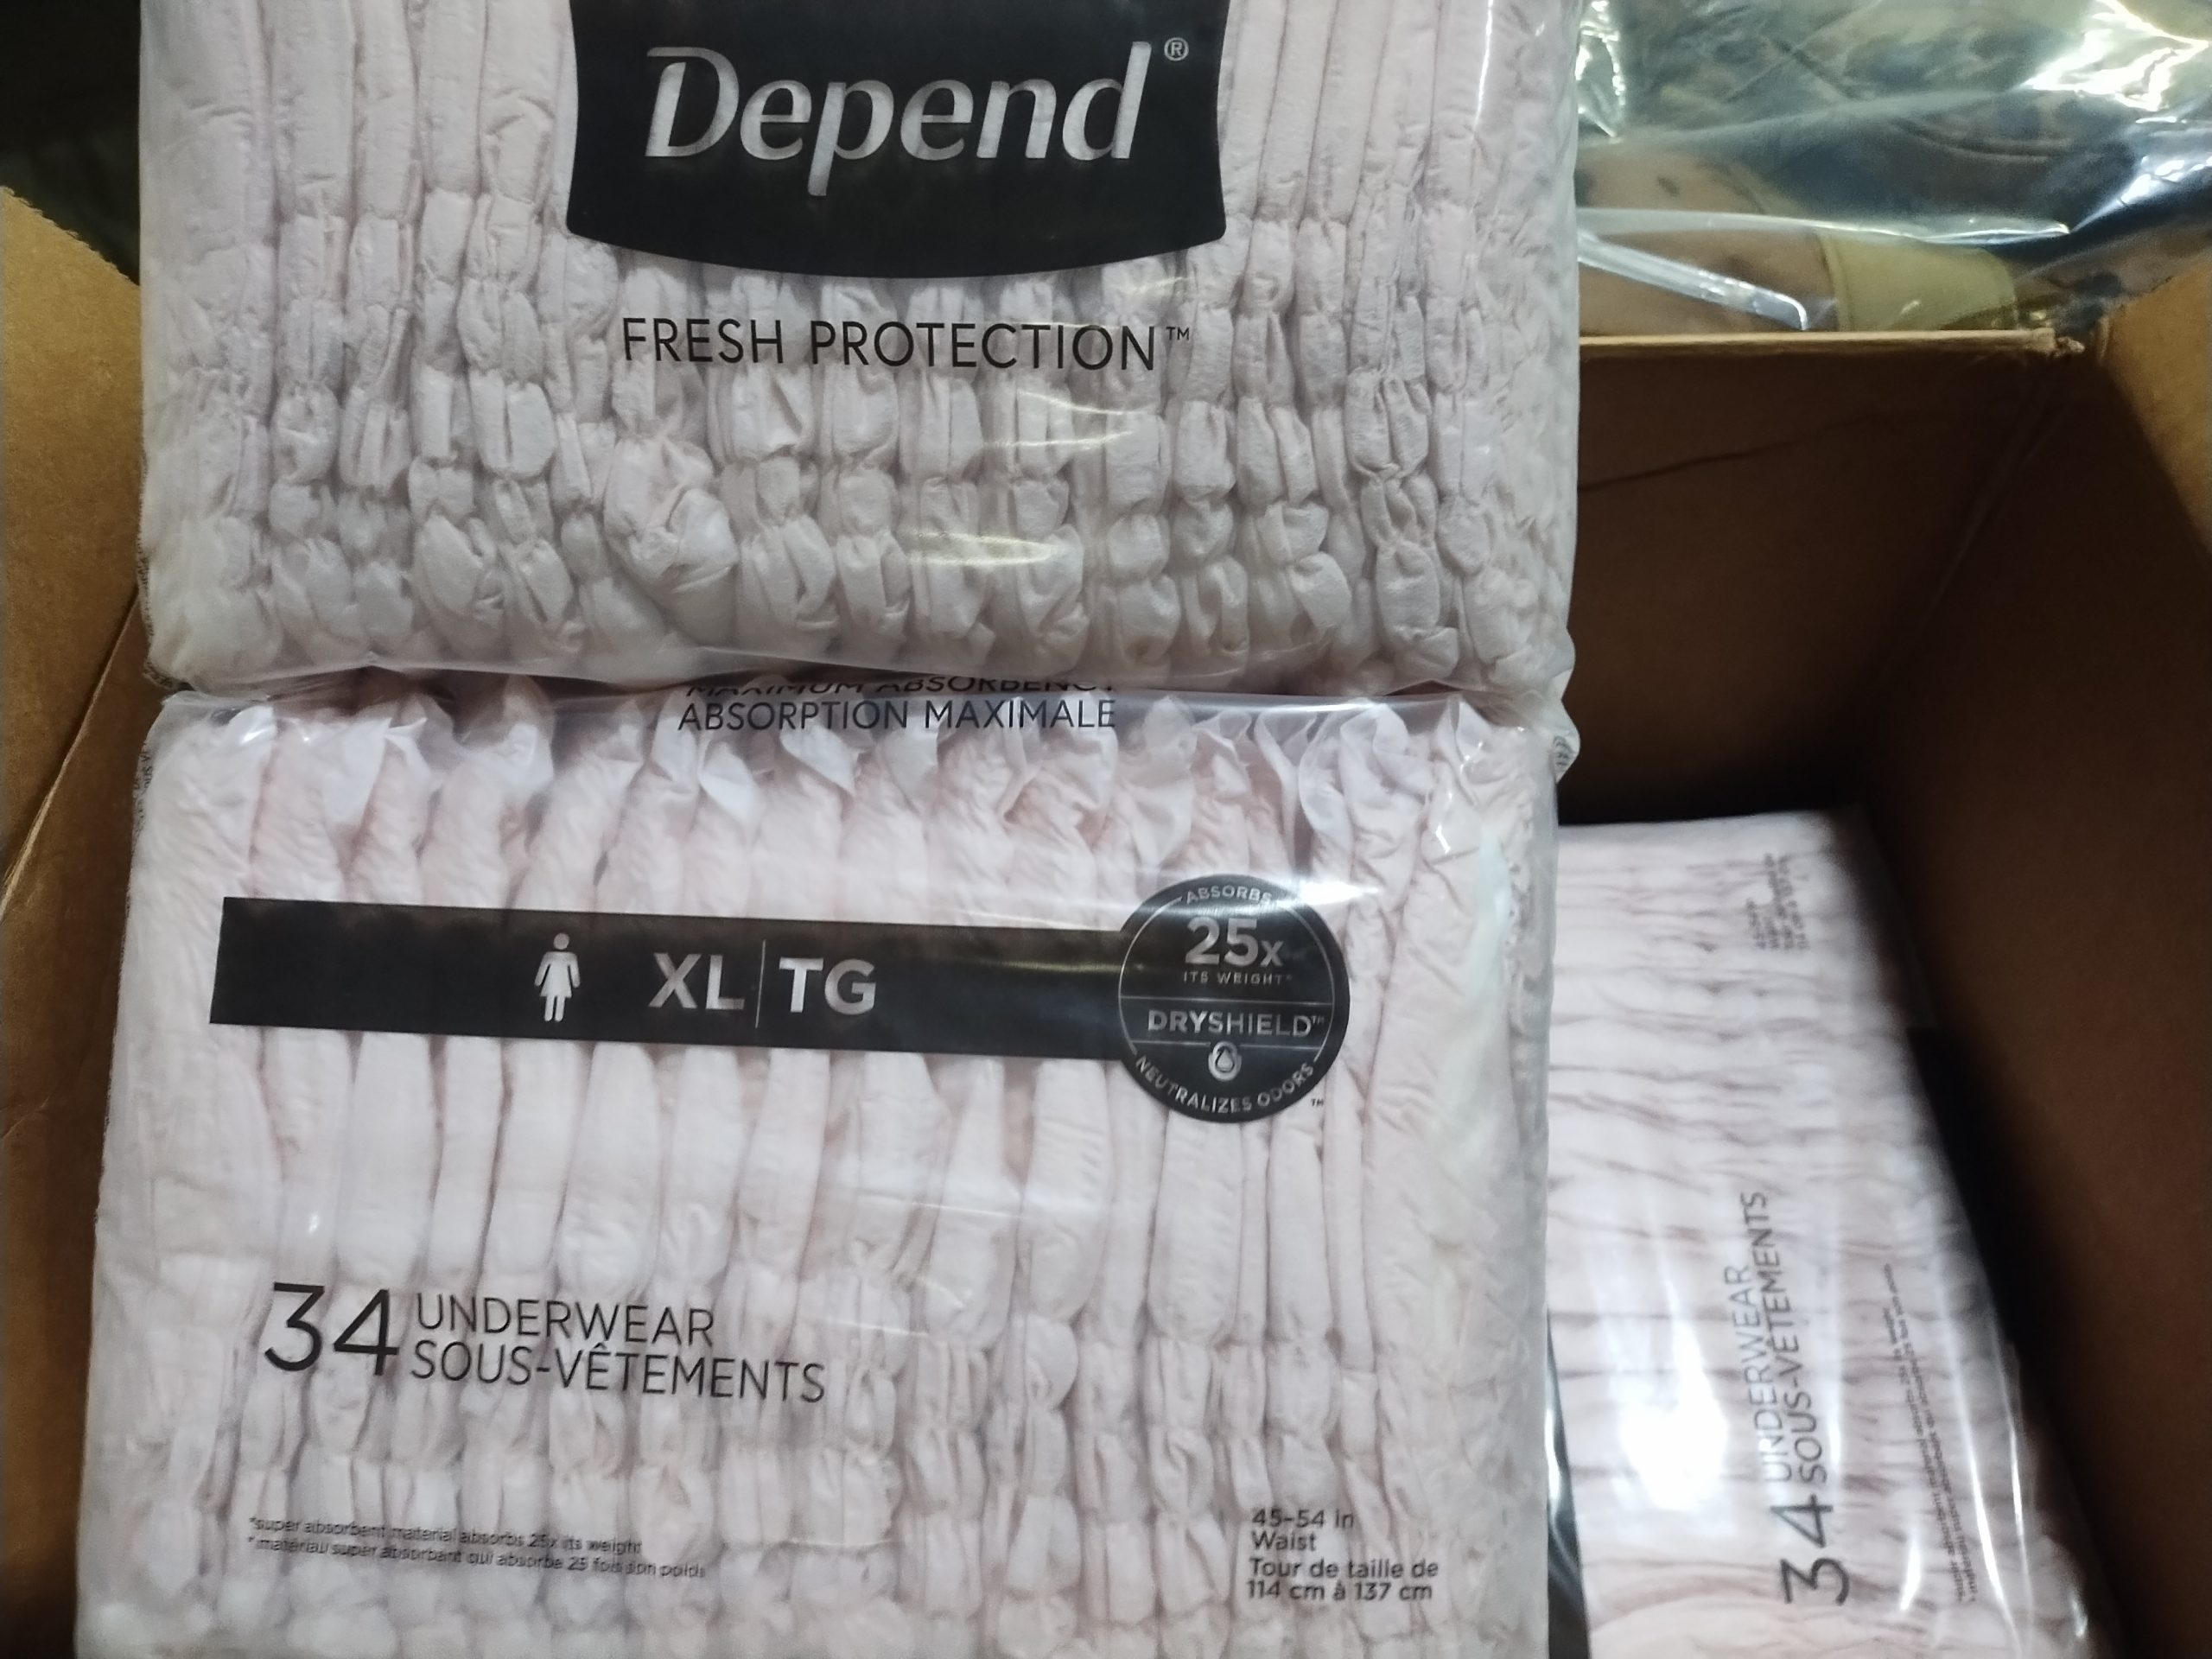 Depend®
FRESH PROTECTION™
MAXIMUM ABSORBENCY
ABSORPTION MAXIMALE
XL|TG
ABSORBS
25x
ITS WEIGHT*
DRYSHIELD™
NEUTRALIZES ODORS™
34 UNDERWEAR
SOUS-VÊTEMENTS
*super absorbent material absorbs 25x its weight
*matériau super absorbant qui absorbe 25 fois son poids
45-54 in
Waist
Tour de taille de
114 cm à 137 cm
34 UNDERWEAR
SOUS-VÊTEMENTS